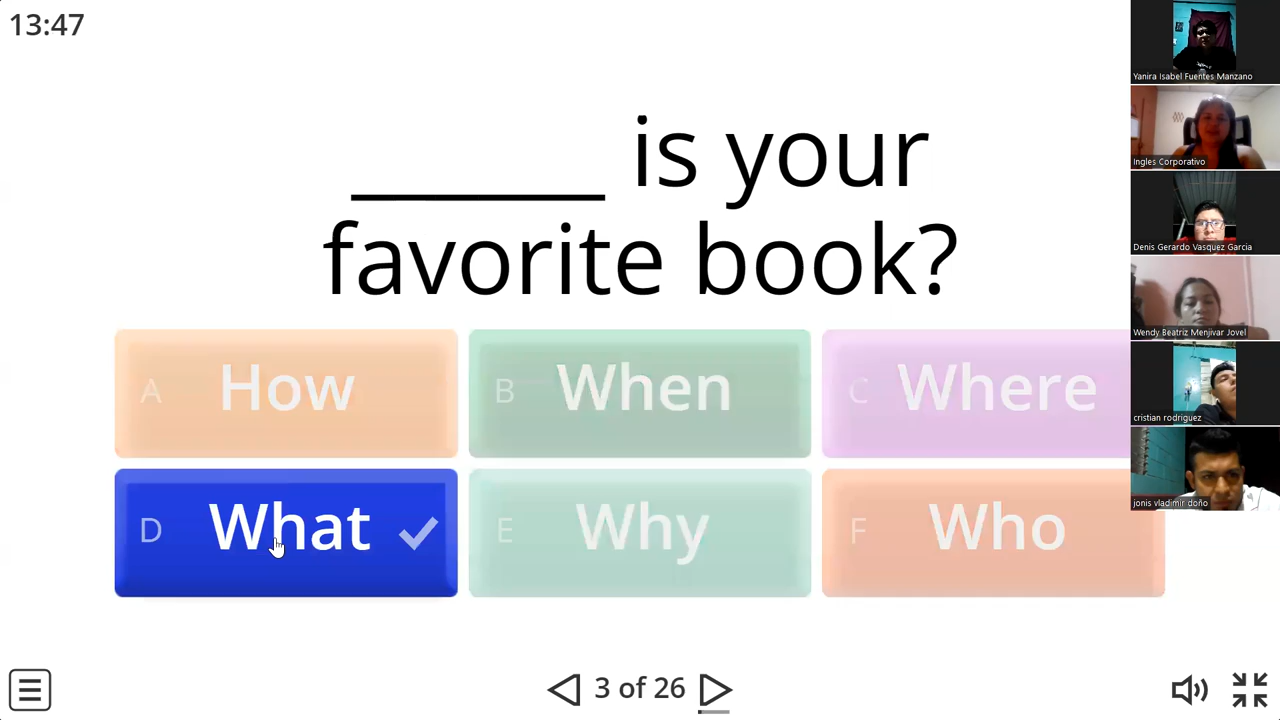 13:47
______ is your
favorite book?
A How
B When
C Where
D What
E Why
F Who
3 of 26
Yanira Isabel Fuentes Manzano
Ingles Corporativo
Denis Gerardo Vasquez Garcia
Wendy Beatriz Menjivar Jovel
cristian rodriguez
jonis vladimir doño